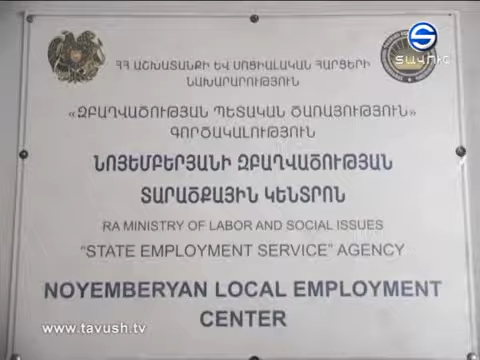 ՏԱՎՈՒՇ
ՀՀ ԱՇԽԱՏԱՆՔԻ ԵՎ ՍՈՑԻԱԼԱԿԱՆ ՀԱՐՑԵՐԻ
ՆԱԽԱՐԱՐՈՒԹՅՈՒՆ
«ԶԲԱՂՎԱԾՈՒԹՅԱՆ ՊԵՏԱԿԱՆ ԾԱՌԱՅՈՒԹՅՈՒՆ»
ԳՈՐԾԱԿԱԼՈՒԹՅՈՒՆ
ՆՈՅԵՄԲԵՐՅԱՆԻ ԶԲԱՂՎԱԾՈՒԹՅԱՆ
ՏԱՐԱԾՔԱՅԻՆ ԿԵՆՏՐՈՆ
RA MINISTRY OF LABOR AND SOCIAL ISSUES
"STATE EMPLOYMENT SERVICE" AGENCY
NOYEMBERYAN LOCAL EMPLOYMENT
CENTER
www.tavush.tv